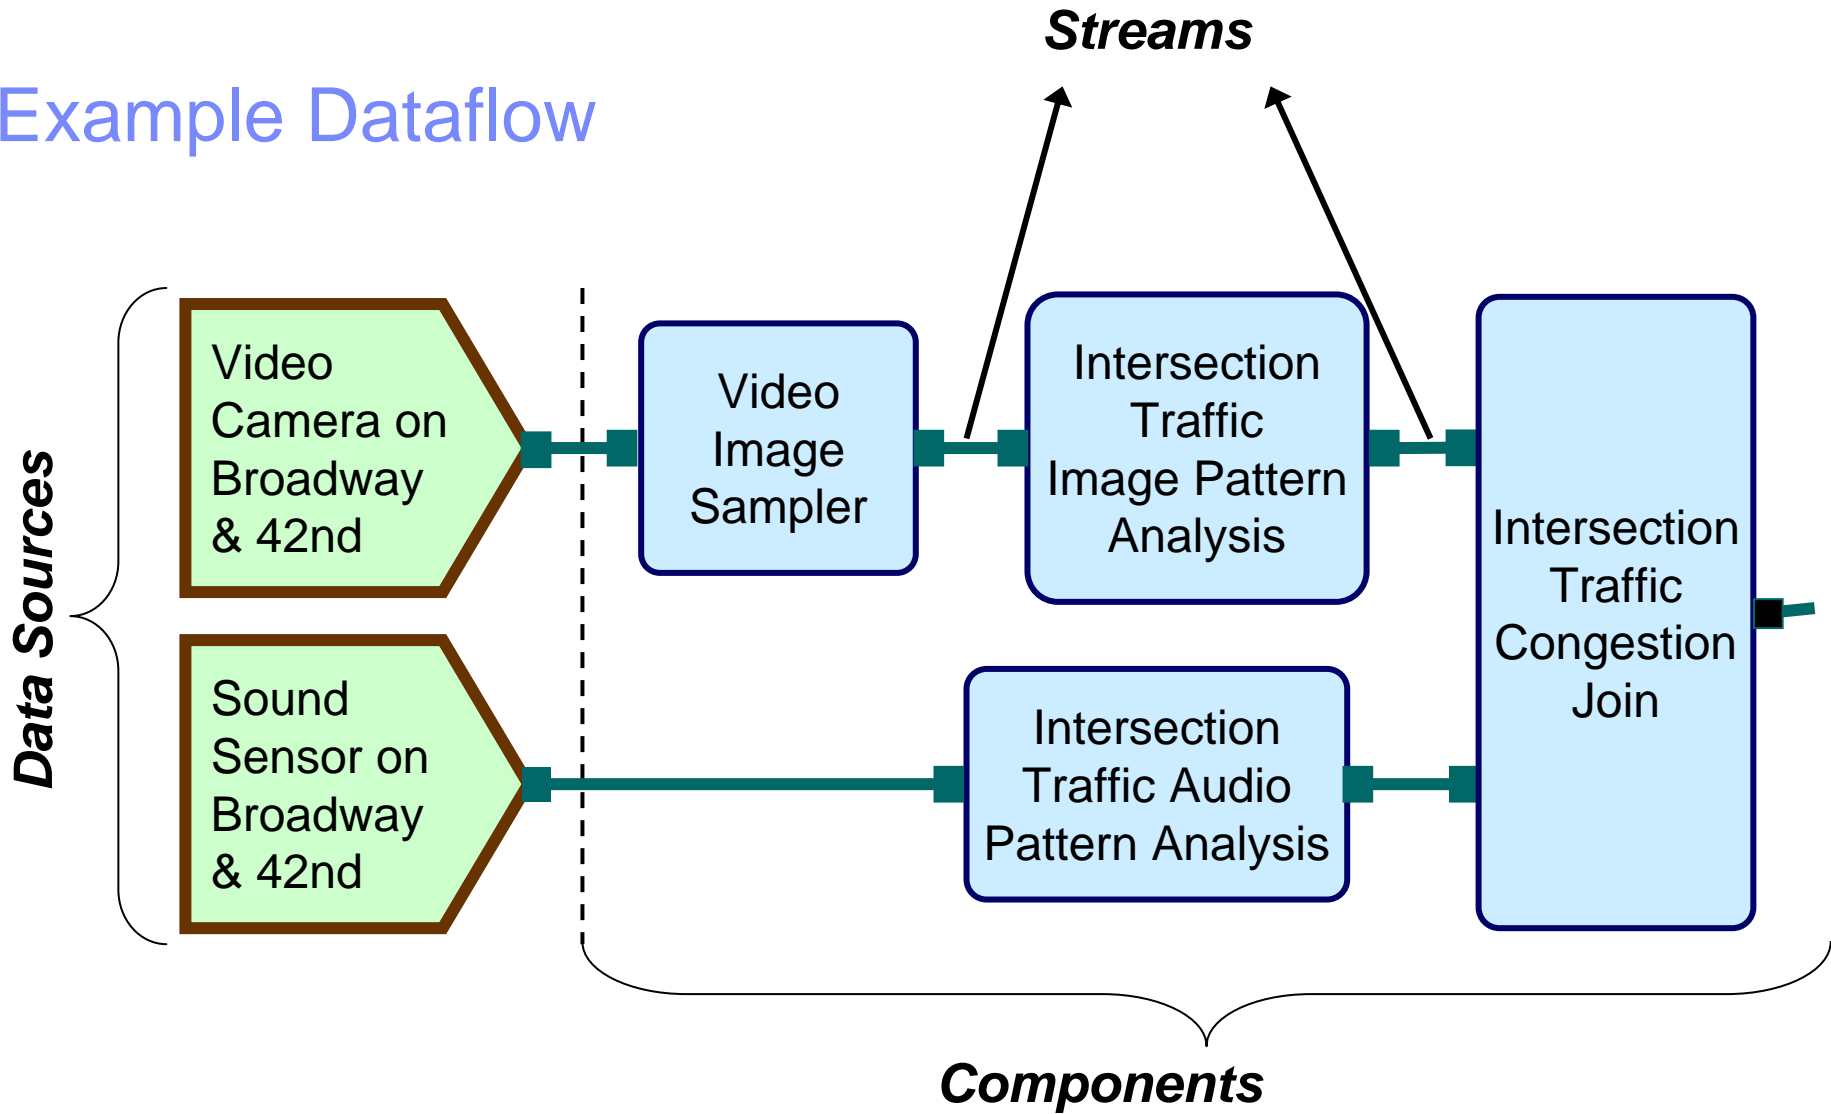 Streams
Example Dataflow
Data Sources
Video
Camera on
Broadway
& 42nd
Video
Image
Sampler
Intersection
Traffic
Image Pattern
Analysis
Intersection
Traffic
Congestion
Join
Sound
Sensor on
Broadway
& 42nd
Intersection
Traffic Audio
Pattern Analysis
Components